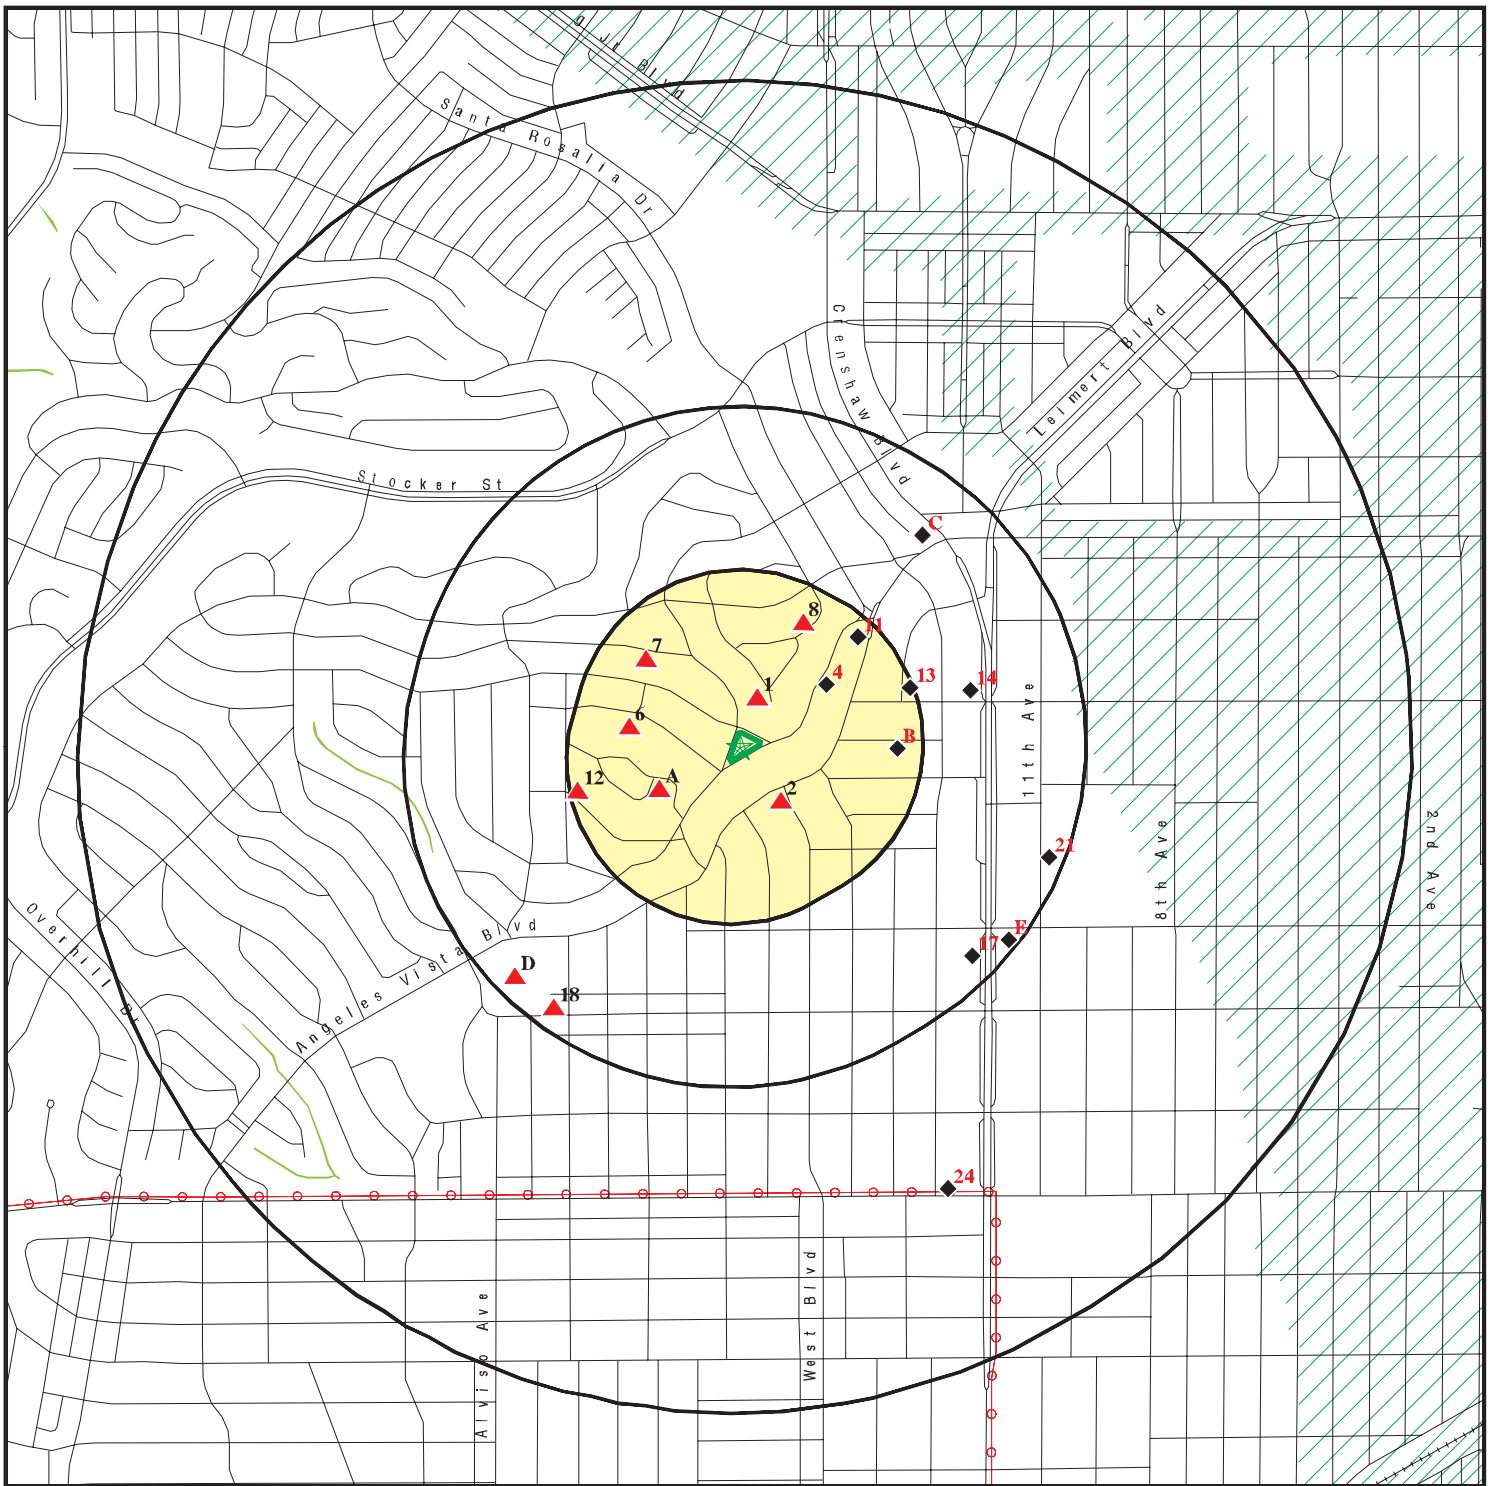 g Jr Blvd
Santa Rosalia Dr
Crenshaw Blvd
Leimert Blvd
Stocker St
C
8
11
7
4
13
14
1
6
B
11th Ave
12
A
2
21
8th Ave
2nd Ave
Overhill Dr
Angeles Vista Blvd
E
17
D
18
24
West Blvd
Alviso Ave